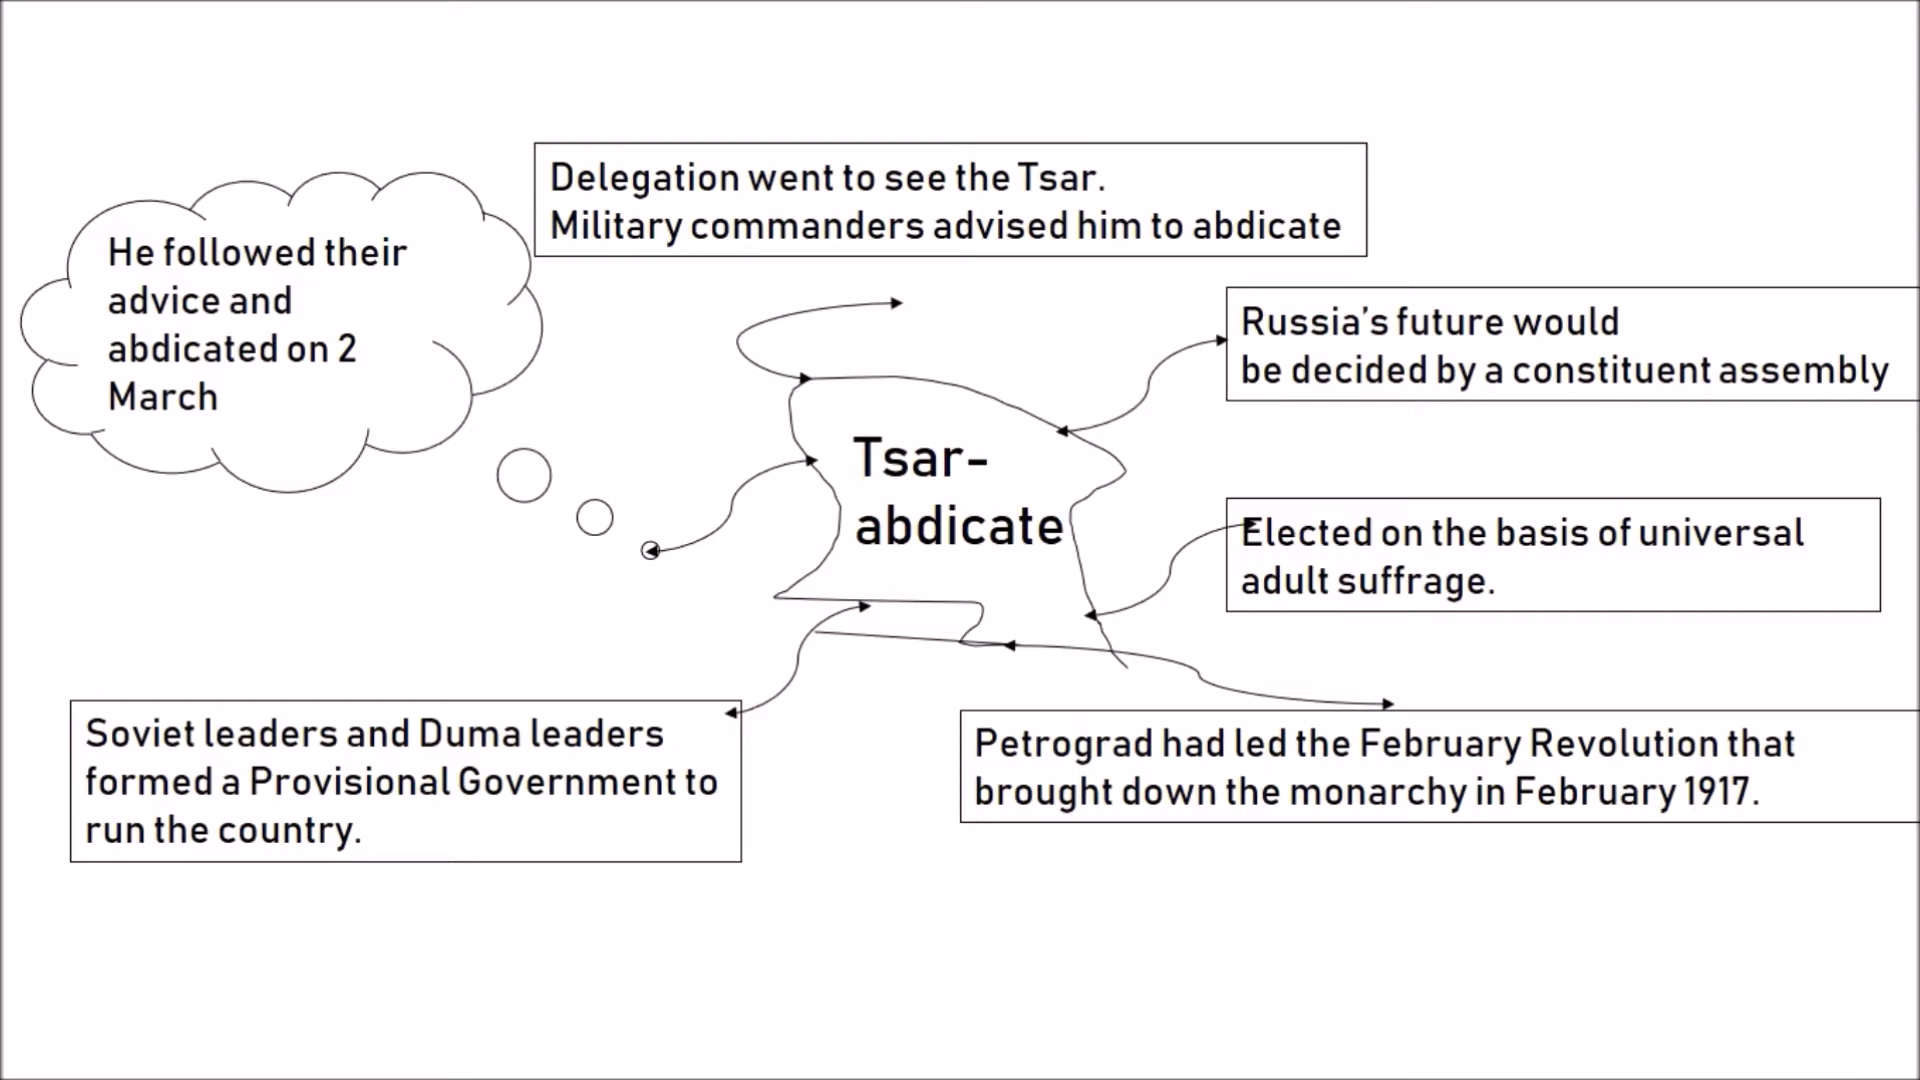 Delegation went to see the Tsar.
Military commanders advised him to abdicate
He followed their
advice and
abdicated on 2
March
Russia's future would
be decided by a constituent assembly
Tsar-
abdicate
Elected on the basis of universal
adult suffrage.
Soviet leaders and Duma leaders
formed a Provisional Government to
run the country.
Petrograd had led the February Revolution that
brought down the monarchy in February 1917.